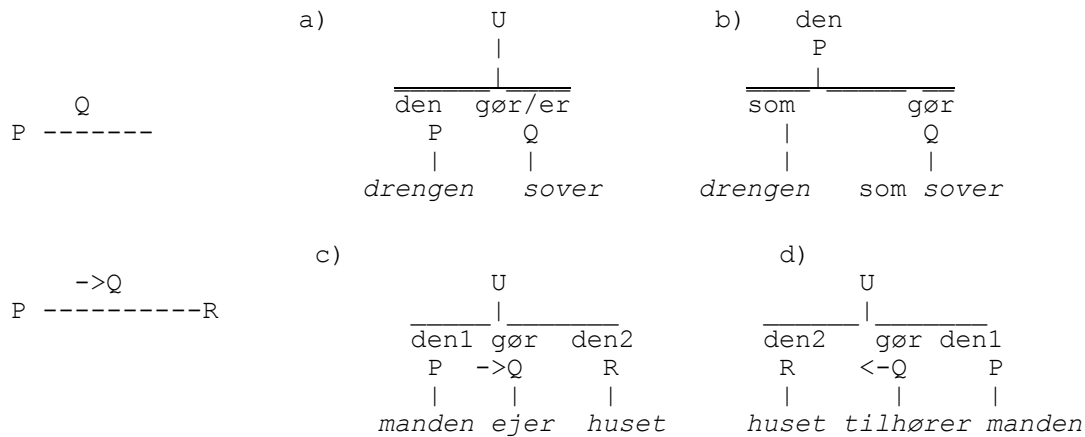 a) U b) den
| P
| |
den gør/er som gør
Q
P -------
P Q | Q
| | | |
drengen sover drengen som sover
c) d)
->Q U U
P ----------R | |
den1 gør den2 den2 gør den1
P ->Q R R <-Q P
| | | | | |
manden ejer huset huset tilhører manden